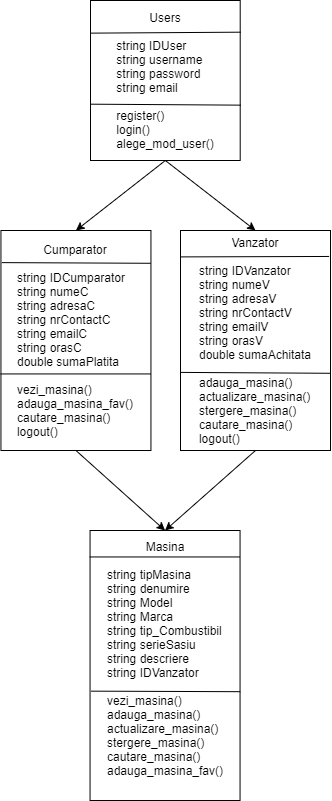 Users
string IDUser
string username
string password
string email
register()
login()
alege_mod_user()
Cumparator
string IDCumparator
string numeC
string adresaC
string nrContactC
string emailC
string orasC
double sumaPlatita
vezi_masina()
adauga_masina_fav()
cautare_masina()
logout()
Vanzator
string IDVanzator
string numeV
string adresaV
string nrContactV
string emailV
string orasV
double sumaAchitata
adauga_masina()
actualizare_masina()
stergere_masina()
cautare_masina()
logout()
Masina
string tipMasina
string denumire
string Model
string Marca
string tip_Combustibil
string serieSasiu
string descriere
string IDVanzator
vezi_masina()
adauga_masina()
actualizare_masina()
stergere_masina()
cautare_masina()
adauga_masina_fav()